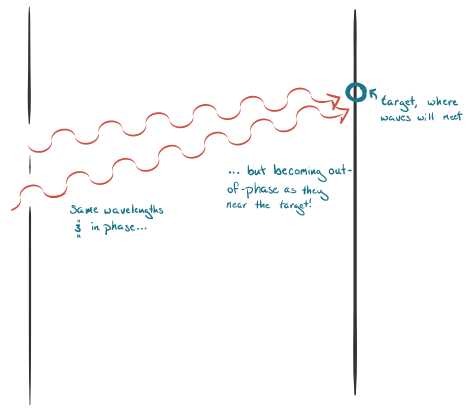 target, where
waves will meet
... but becoming out-
of-phase as they
near the target!
Same wavelengths
& in phase...